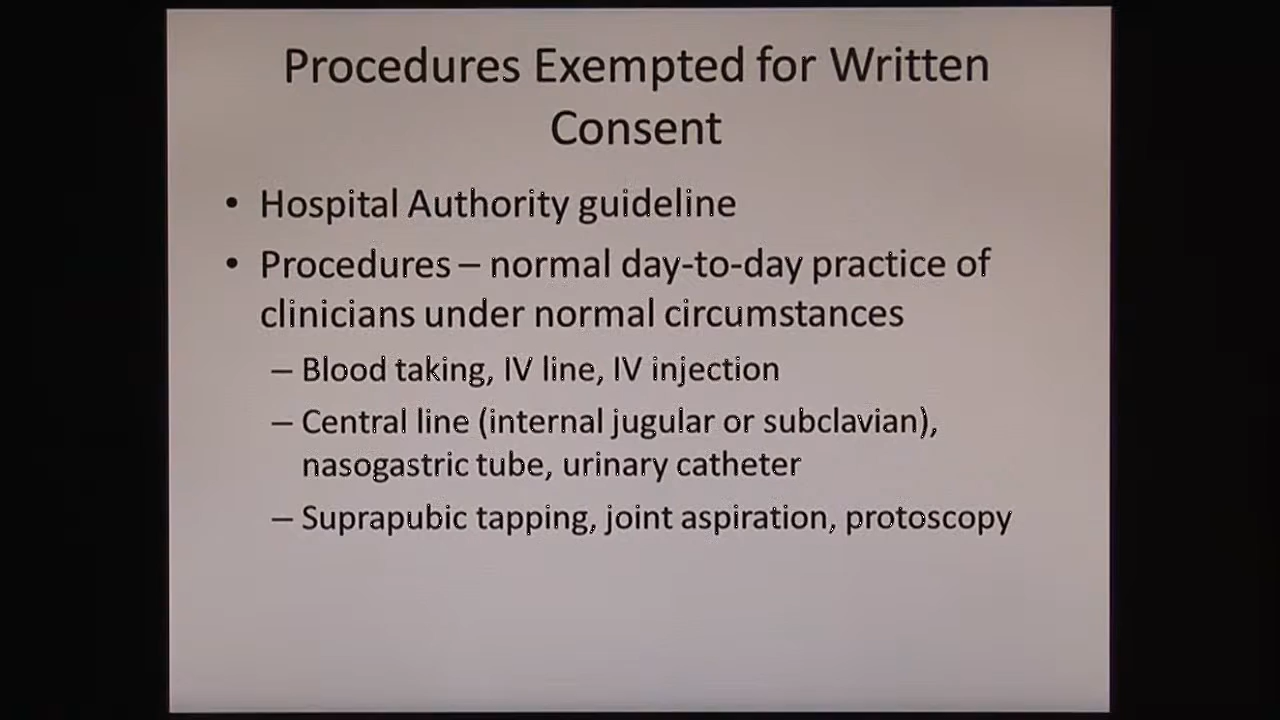 Procedures Exempted for Written
Consent
• Hospital Authority guideline
• Procedures – normal day-to-day practice of
clinicians under normal circumstances
– Blood taking, IV line, IV injection
– Central line (internal jugular or subclavian),
nasogastric tube, urinary catheter
– Suprapubic tapping, joint aspiration, protoscopy